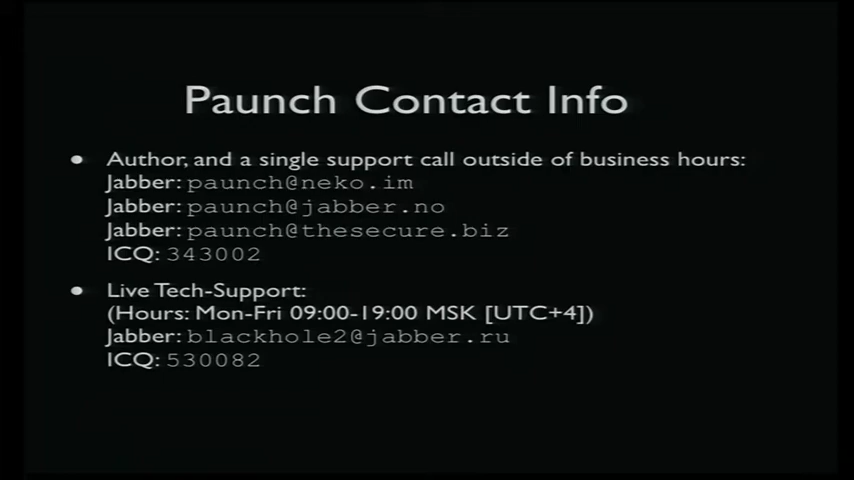 Paunch Contact Info
● Author, and a single support call outside of business hours:
Jabber: paunch@neko.im
Jabber: paunch@jabber.no
Jabber: paunch@thesecure.biz
ICQ: 343002
● Live Tech-Support:
(Hours: Mon-Fri 09:00-19:00 MSK [UTC+4])
Jabber: blackhole2@jabber.ru
ICQ: 530082